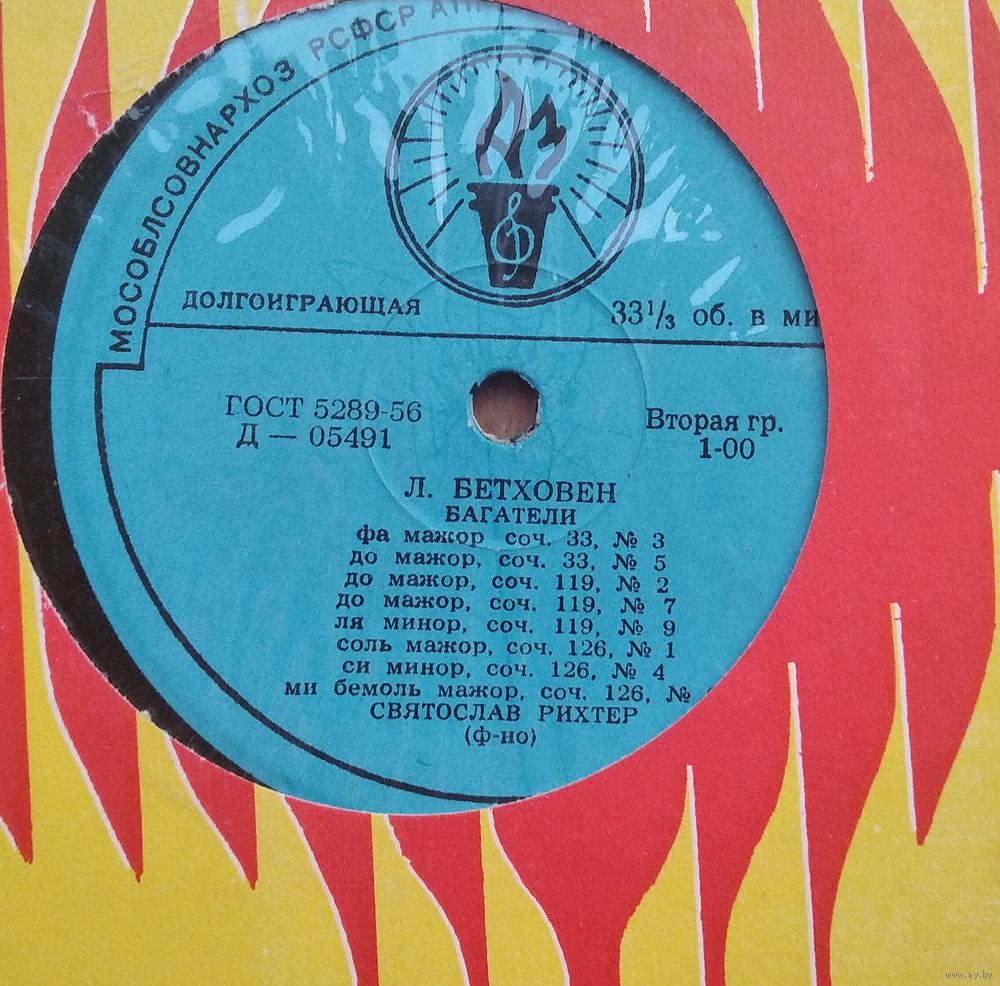 МОСОБЛСОВНАРХОЗ РСФСР
ДОЛГОИГРАЮЩАЯ
33 1/3 об. в ми
ГОСТ 5289-56
Д — 05491
Вторая гр.
1-00
Л. БЕТХОВЕН
БАГАТЕЛИ
фа мажор соч. 33, № 3
до мажор, соч. 33, № 5
до мажор, соч. 119, № 2
до мажор, соч. 119, № 7
ля минор, соч. 119, № 9
соль мажор, соч. 126, № 1
си минор, соч. 126, № 4
ми бемоль мажор, соч. 126, №
СВЯТОСЛАВ РИХТЕР
(ф-но)
www.ay.by